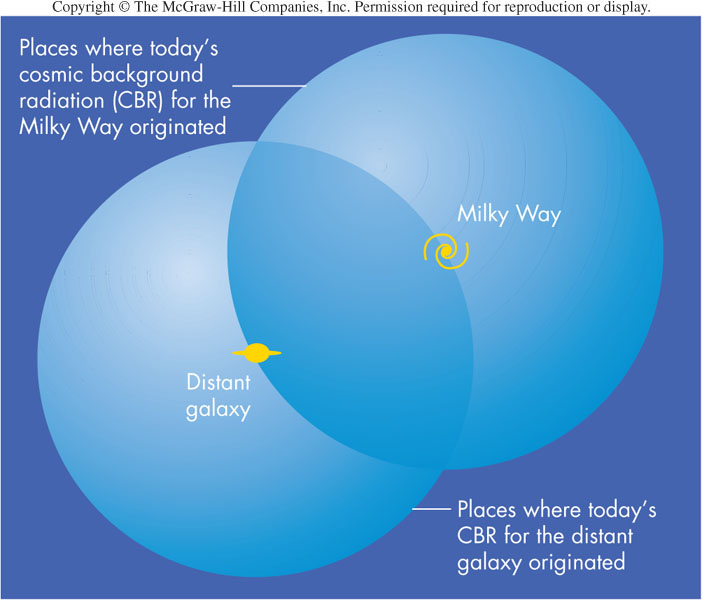 Copyright © The McGraw-Hill Companies, Inc. Permission required for reproduction or display.
Places where today’s
cosmic background
radiation (CBR) for the
Milky Way originated
Milky Way
Distant
galaxy
Places where today’s
CBR for the distant
galaxy originated